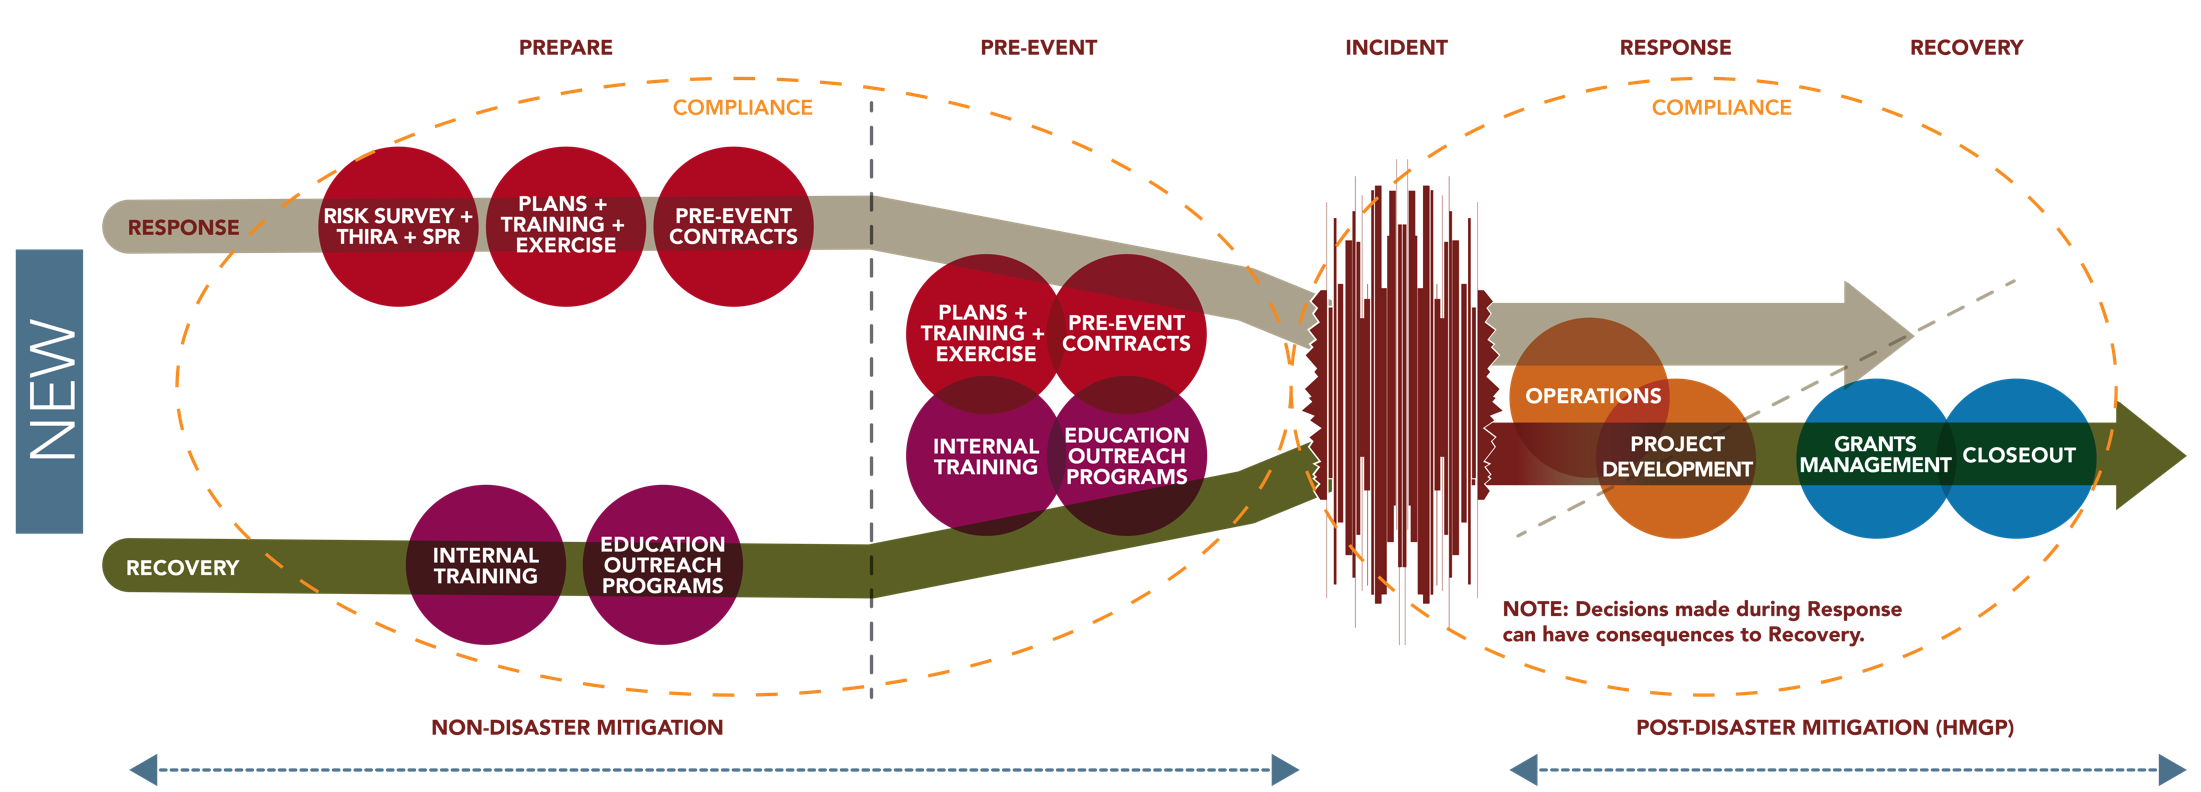 PREPARE
PRE-EVENT
INCIDENT
RESPONSE
RECOVERY
COMPLIANCE
COMPLIANCE
NEW
RESPONSE
RISK SURVEY +
THIRA + SPR
PLANS +
TRAINING +
EXERCISE
PRE-EVENT
CONTRACTS
PLANS +
TRAINING +
EXERCISE
PRE-EVENT
CONTRACTS
INTERNAL
TRAINING
EDUCATION
OUTREACH
PROGRAMS
RECOVERY
INTERNAL
TRAINING
EDUCATION
OUTREACH
PROGRAMS
OPERATIONS
PROJECT
DEVELOPMENT
GRANTS
MANAGEMENT
CLOSEOUT
NOTE: Decisions made during Response
can have consequences to Recovery.
NON-DISASTER MITIGATION
POST-DISASTER MITIGATION (HMGP)